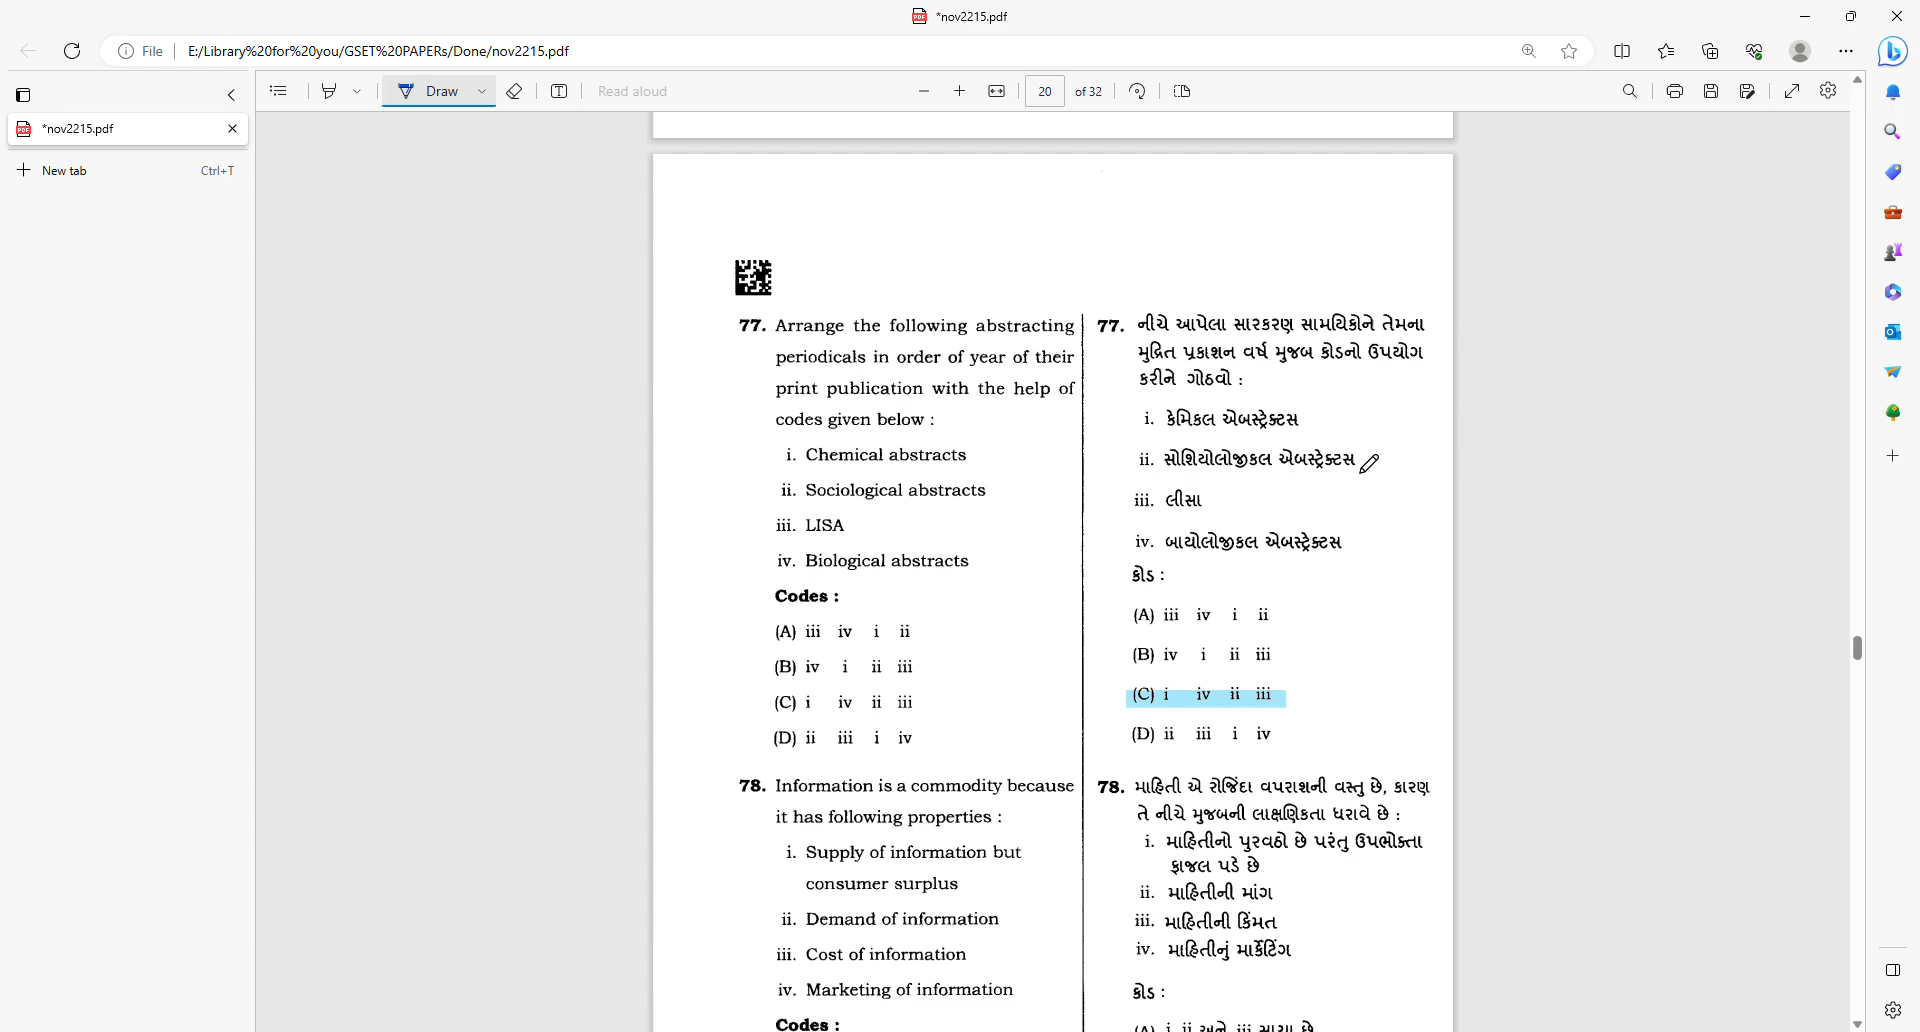 *nov2215.pdf
File
E:/Library%20for%20you/GSET%20PAPERs/Done/nov2215.pdf
Draw
Read aloud
20
of 32
*nov2215.pdf
New tab
Ctrl+T
77. Arrange the following abstracting
periodicals in order of year of their
print publication with the help of
codes given below :
i. Chemical abstracts
ii. Sociological abstracts
iii. LISA
iv. Biological abstracts
Codes :
(A) iii iv i ii
(B) iv i ii iii
(C) i iv ii iii
(D) ii iii i iv
78. Information is a commodity because
it has following properties :
i. Supply of information but
consumer surplus
ii. Demand of information
iii. Cost of information
iv. Marketing of information
Codes :
77. નીચે આપેલા સારકરણ સામયિકોને તેમના
મુદ્રિત પ્રકાશન વર્ષ મુજબ કોડનો ઉપયોગ
કરીને ગોઠવો :
i. કેમિકલ એબસ્ટ્રેક્ટસ
ii. સોશિયોલોજીકલ એબસ્ટ્રેક્ટસ
iii. લીસા
iv. બાયોલોજીકલ એબસ્ટ્રેક્ટસ
કોડ :
(A) iii iv i ii
(B) iv i ii iii
(C) i iv ii iii
(D) ii iii i iv
78. માહિતી એ રોજિંદા વપરાશની વસ્તુ છે, કારણ
તે નીચે મુજબની લાક્ષણિકતા ધરાવે છે :
i. માહિતીનો પુરવઠો છે પરંતુ ઉપભોક્તા
ફાજલ પડે છે
ii. માહિતીની માંગ
iii. માહિતીની કિંમત
iv. માહિતીનું માર્કેટિંગ
કોડ :
(A) i, ii અને iii સાચા છે